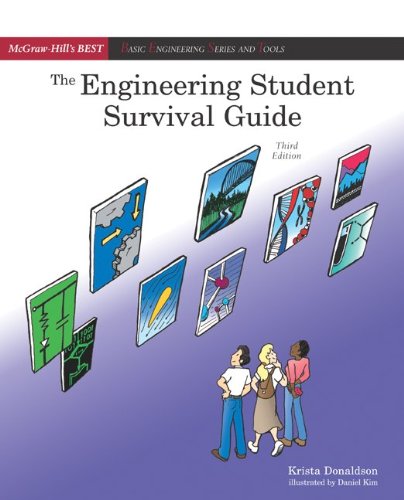 McGraw-Hill's BEST
BASIC ENGINEERING SERIES AND TOOLS
The Engineering Student
Survival Guide
Third
Edition
Krista Donaldson
illustrated by Daniel Kim